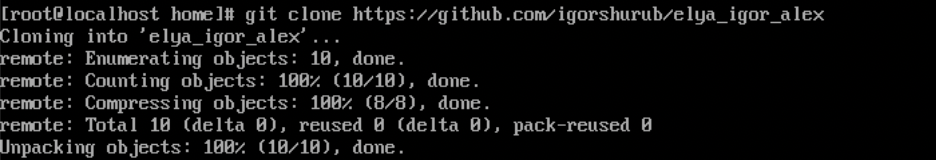 [root@localhost home]# git clone https://github.com/igorshurub/elya_igor_alex
Cloning into 'elya_igor_alex'...
remote: Enumerating objects: 10, done.
remote: Counting objects: 100% (10/10), done.
remote: Compressing objects: 100% (8/8), done.
remote: Total 10 (delta 0), reused 0 (delta 0), pack-reused 0
Unpacking objects: 100% (10/10), done.